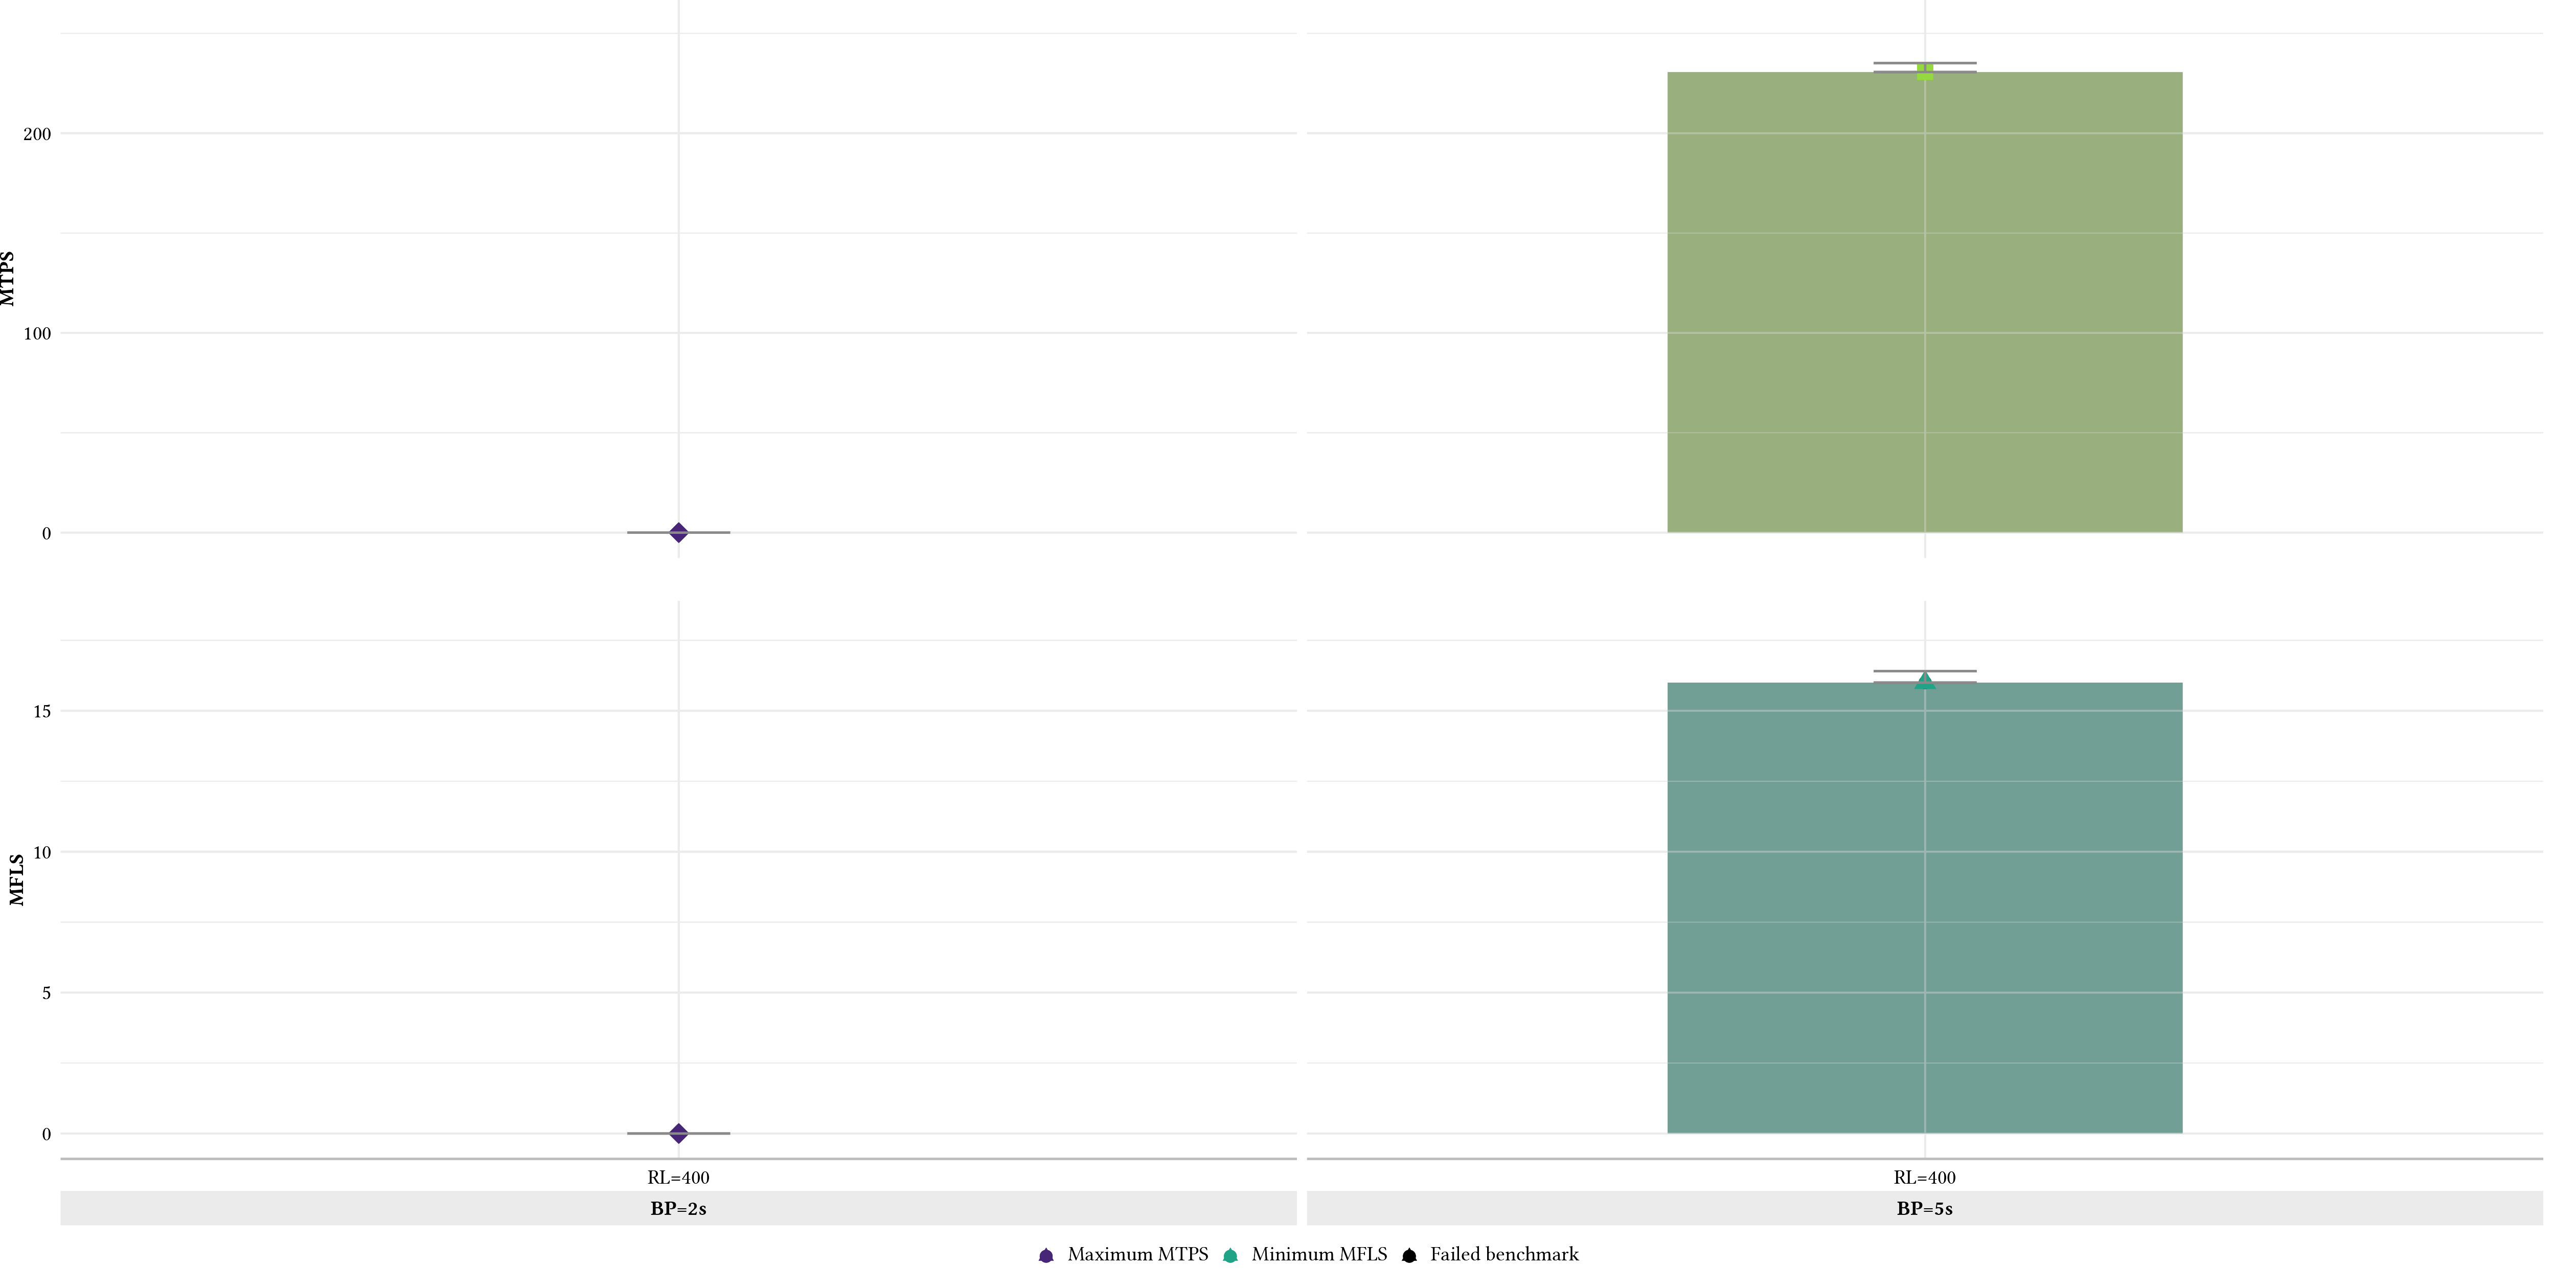 MTPS
200
100
0
MFLS
15
10
5
0
RL=400
RL=400
BP=2s
BP=5s
Maximum MTPS Minimum MFLS Failed benchmark